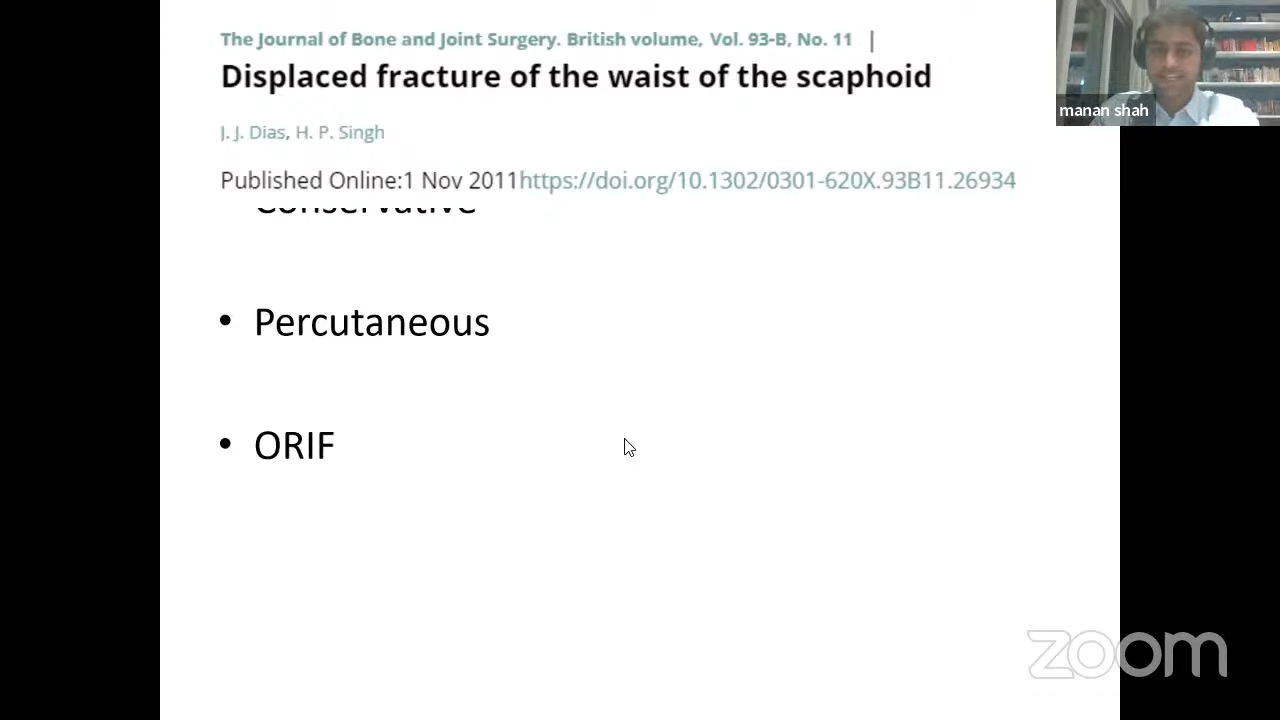 The Journal of Bone and Joint Surgery. British volume, Vol. 93-B, No. 11 |
Displaced fracture of the waist of the scaphoid
J. J. Dias, H. P. Singh
Published Online:1 Nov 2011https://doi.org/10.1302/0301-620X.93B11.26934
Conservative
• Percutaneous
• ORIF
manan shah
zoom